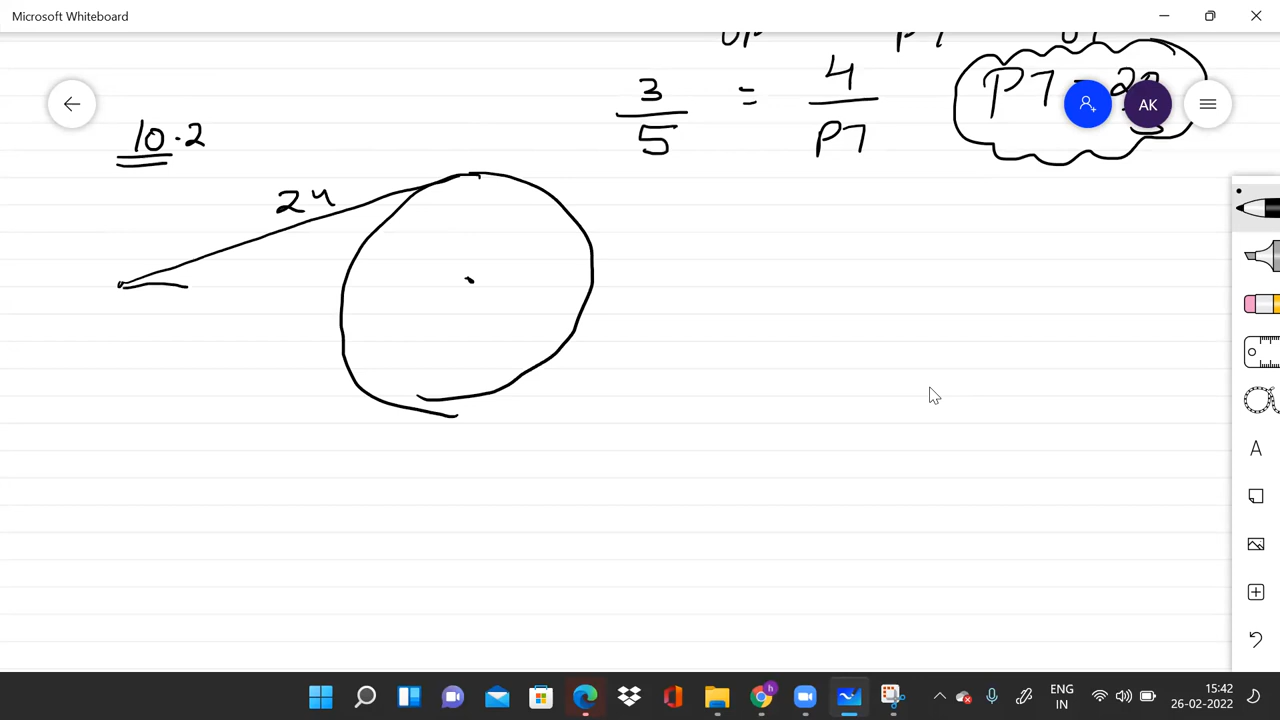 Microsoft Whiteboard
3/5 = 4/PT
PT
AK
10.2
24
A
ENG
IN
15:42
26-02-2022